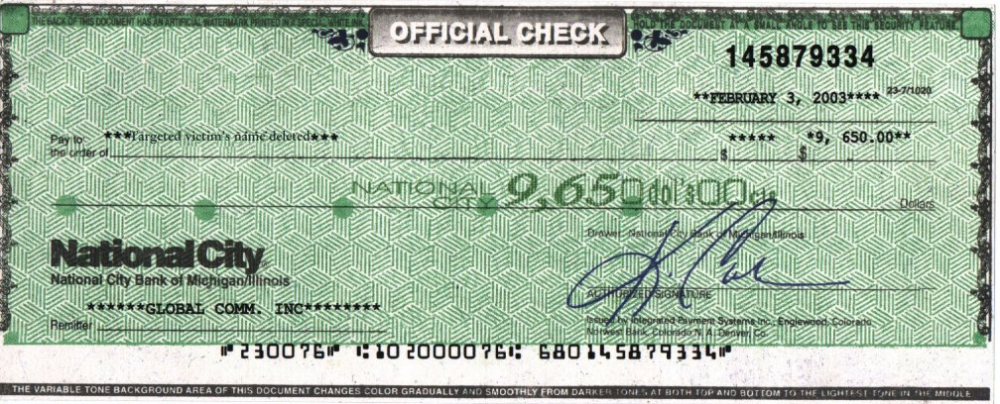 THE BACK OF THIS DOCUMENT HAS AN ARTIFICIAL WATERMARK PRINTED IN A SPECIAL WHITE INK.
HOLD THE DOCUMENT AT A SMALL ANGLE TO SEE THIS SECURITY FEATURE
OFFICIAL CHECK
145879334
**FEBRUARY 3, 2003****
23-7/1020
Pay to the order of
***Targeted victim's name deleted***
$ ***** $ *9, 650.00**
NATIONAL CITY 9,650 dol's 00 cts
Dollars
Drawer: National City Bank of Michigan/Illinois
National City
National City Bank of Michigan/Illinois
AUTHORIZED SIGNATURE
******GLOBAL COMM. INC********
Remitter
Issued by Integrated Payment Systems Inc., Englewood, Colorado
Norwest Bank, Colorado N. A. Denver, Co.
⑈230076⑈ ⑆102000076⑆ 680145879334⑈
THE VARIABLE TONE BACKGROUND AREA OF THIS DOCUMENT CHANGES COLOR GRADUALLY AND SMOOTHLY FROM DARKER TONES AT BOTH TOP AND BOTTOM TO THE LIGHTEST TONE IN THE MIDDLE